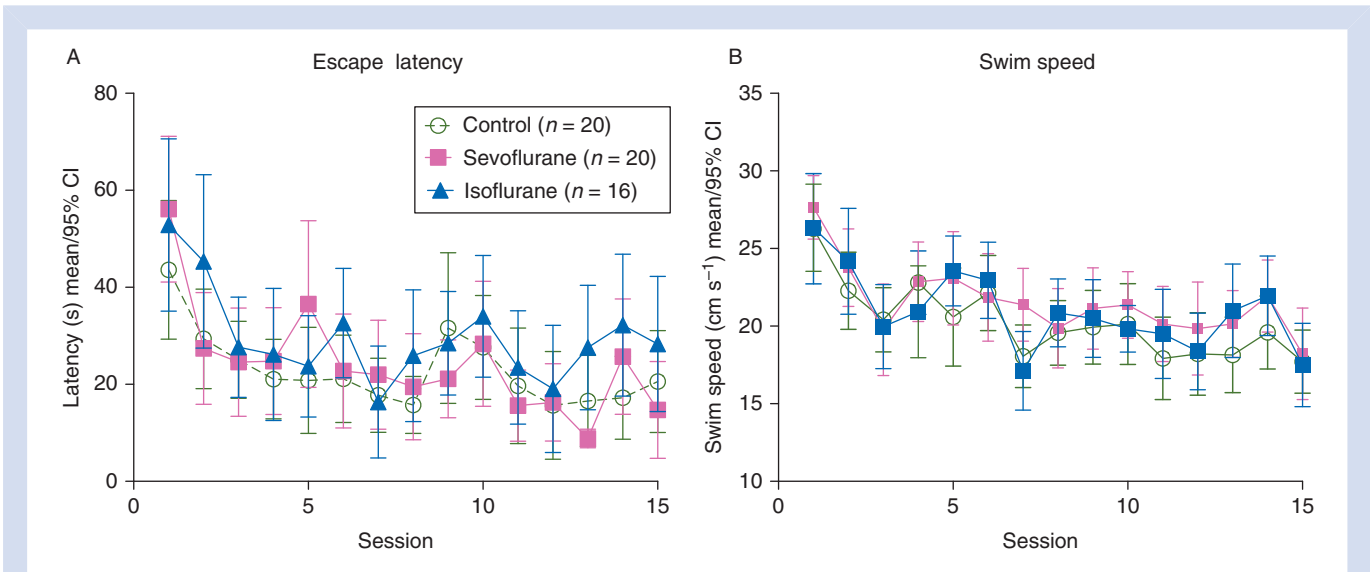 A
Escape latency
80
60
40
20
0
Latency (s) mean/95% CI
0
5
10
15
Session
Control (n = 20)
Sevoflurane (n = 20)
Isoflurane (n = 16)
B
Swim speed
35
30
25
20
15
10
Swim speed (cm s⁻¹) mean/95% CI
0
5
10
15
Session